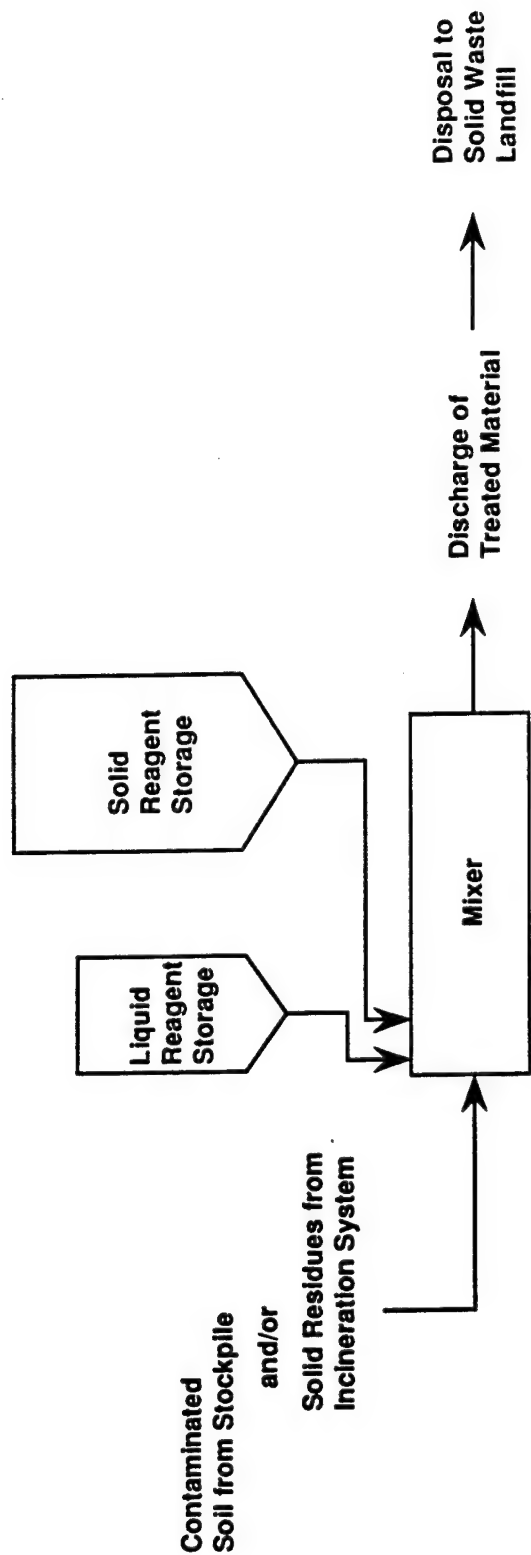 Contaminated
Soil from Stockpile
and/or
Solid Residues from
Incineration System
Liquid
Reagent
Storage
Solid
Reagent
Storage
Mixer
Discharge of
Treated Material
Disposal to
Solid Waste
Landfill